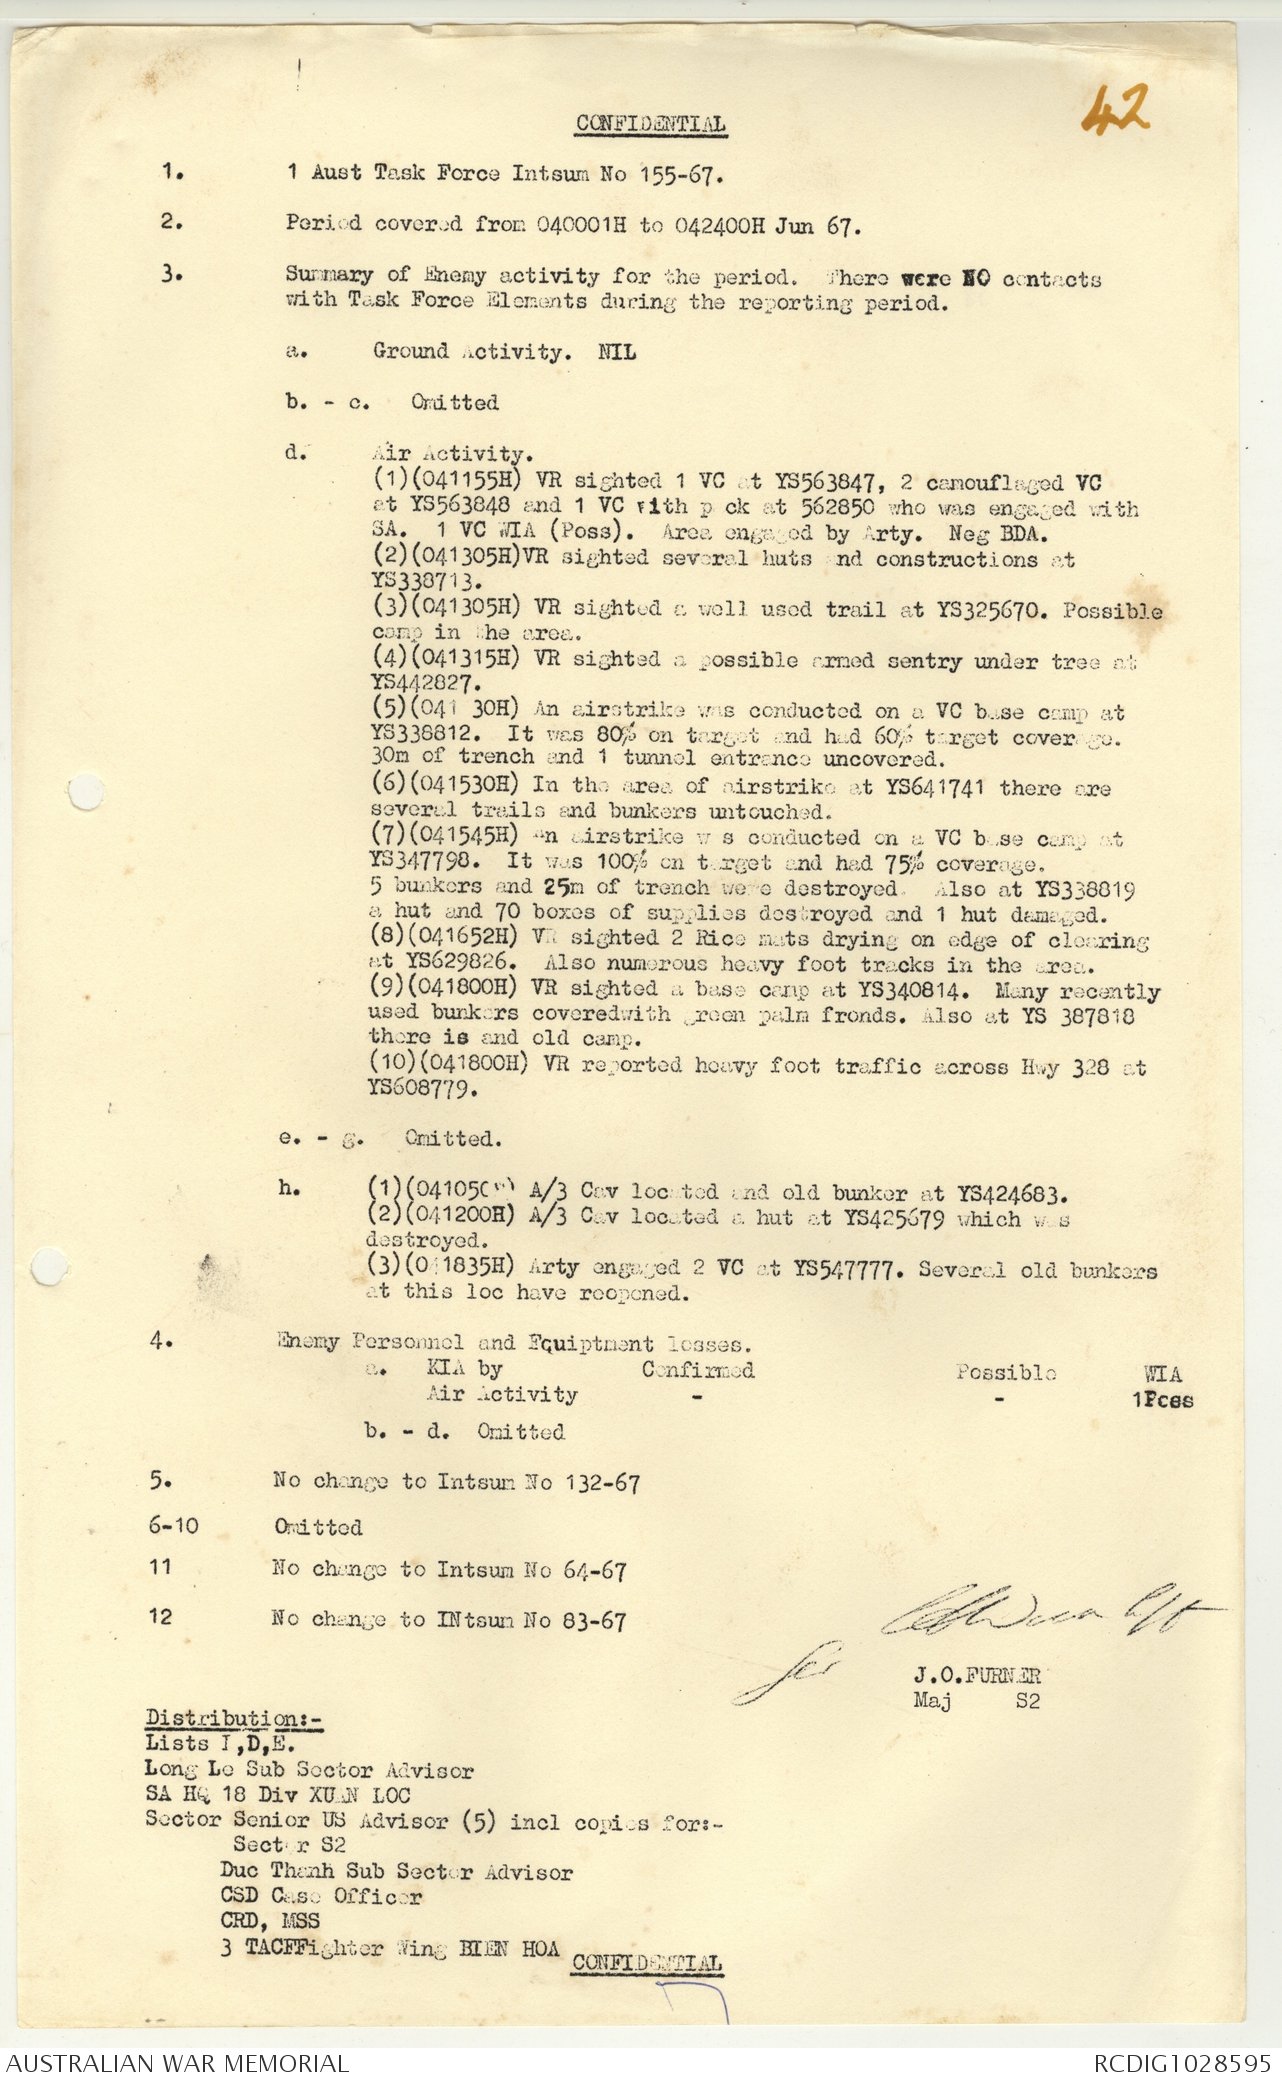 42
CONFIDENTIAL
1. 1 Aust Task Force Intsum No 155-67.
2. Period covered from 040001H to 042400H Jun 67.
3. Summary of Enemy activity for the period. There were NO contacts
with Task Force Elements during the reporting period.
a. Ground Activity. NIL
b. - c. Omitted
d. Air Activity.
(1)(041155H) VR sighted 1 VC at YS563847, 2 camouflaged VC
at YS563848 and 1 VC with pack at 562850 who was engaged with
SA. 1 VC WIA (Poss). Area engaged by Arty. Neg BDA.
(2)(041305H)VR sighted several huts and constructions at
YS338713.
(3)(041305H) VR sighted a well used trail at YS325670. Possible
camp in the area.
(4)(041315H) VR sighted a possible armed sentry under tree at
YS442827.
(5) An airstrike was conducted on a VC base camp at
YS338812. It was 80% on target and had 60% target coverage.
30m of trench and 1 tunnel entrance uncovered.
(6)(041530H) In the area of airstrike at YS641741 there are
several trails and bunkers untouched.
(7)(041545H) An airstrike was conducted on a VC base camp at
YS347798. It was 100% on target and had 75% coverage.
5 bunkers and 25m of trench were destroyed. Also at YS338819
a hut and 70 boxes of supplies destroyed and 1 hut damaged.
(8)(041652H) VR sighted 2 Rice mats drying on edge of clearing
at YS629826. Also numerous heavy foot tracks in the area.
(9)(041800H) VR sighted a base camp at YS340814. Many recently
used bunkers coveredwith green palm fronds. Also at YS 387818
there is and old camp.
(10)(041800H) VR reported heavy foot traffic across Hwy 328 at
YS608779.
e. - g. Omitted.
h. (1)(041050H) A/3 Cav located and old bunker at YS424683.
(2)(041200H) A/3 Cav located a hut at YS425679 which was
destroyed.
(3)(041835H) Arty engaged 2 VC at YS547777. Several old bunkers
at this loc have reopened.
4. Enemy Personnel and Equiptment losses.
a. KIA by Confirmed Possible WIA
Air Activity - - 1Poss
b. - d. Omitted
5. No change to Intsum No 132-67
6-10 Omitted
11 No change to Intsum No 64-67
12 No change to INtsum No 83-67
for
J.O.FURNER
Maj S2
Distribution:-
Lists I,D,E.
Long Le Sub Sector Advisor
SA HQ 18 Div XUAN LOC
Sector Senior US Advisor (5) incl copies for:-
Sector S2
Duc Thanh Sub Sector Advisor
CSD Case Officer
CRD, MSS
3 TACFFighter Wing BIEN HOA
CONFIDENTIAL
AUSTRALIAN WAR MEMORIAL
RCDIG1028595